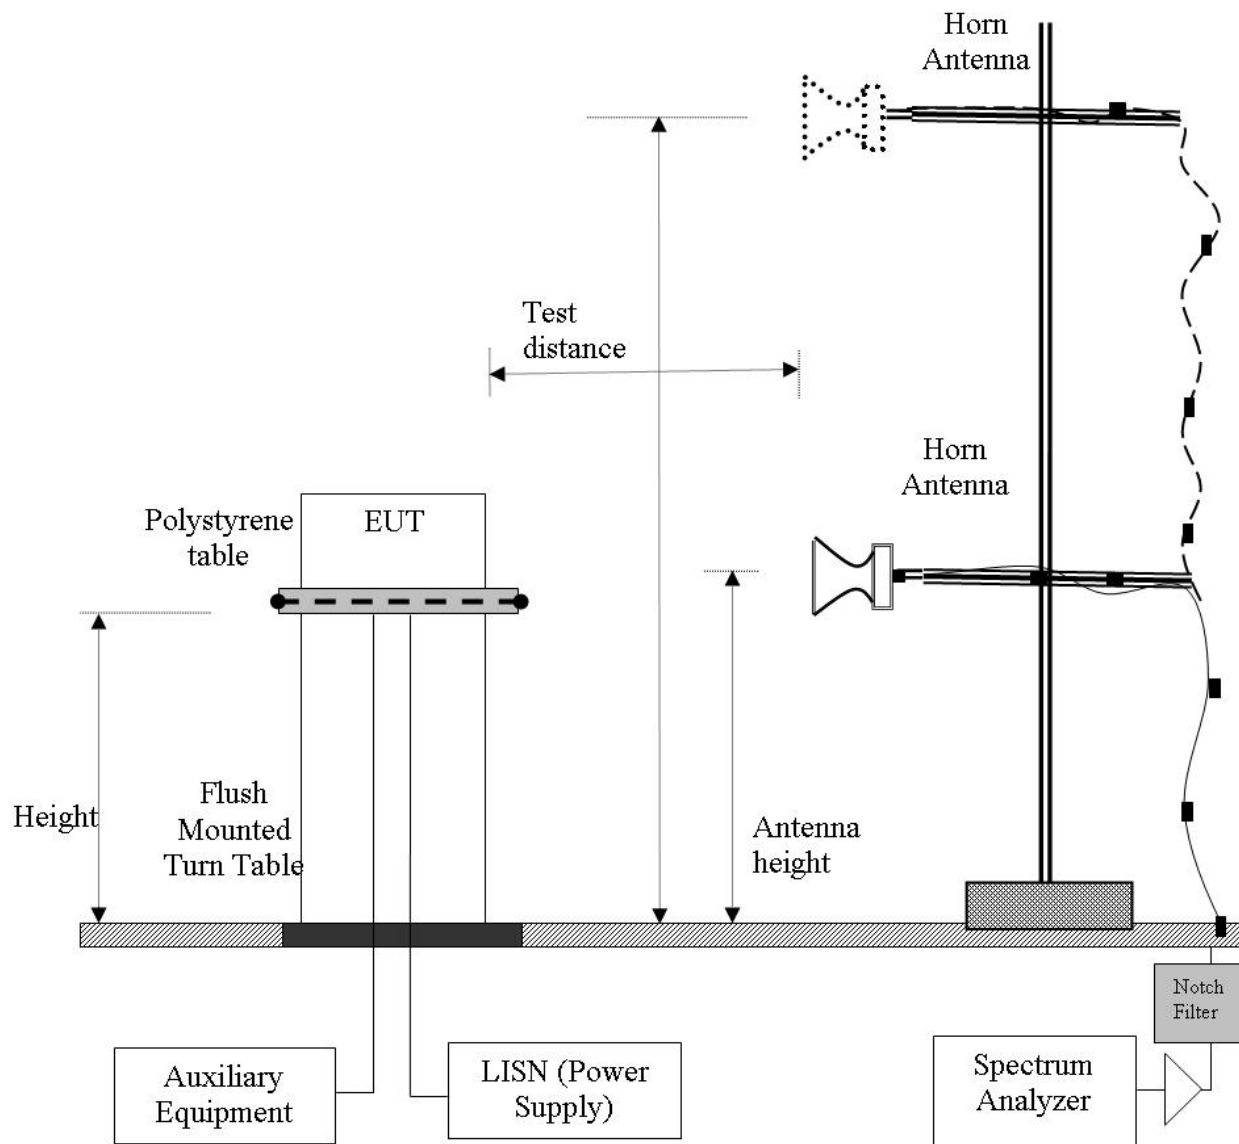 Horn
Antenna
Test
distance
Horn
Antenna
Polystyrene
table
EUT
Height
Flush
Mounted
Turn Table
Antenna
height
Notch
Filter
Auxiliary
Equipment
LISN (Power
Supply)
Spectrum
Analyzer